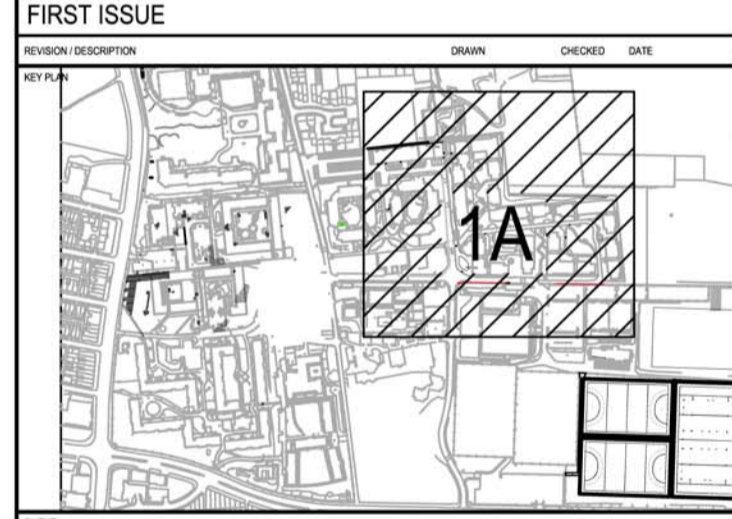 FIRST ISSUE
REVISION / DESCRIPTION DRAWN CHECKED DATE
KEY PLAN
1A